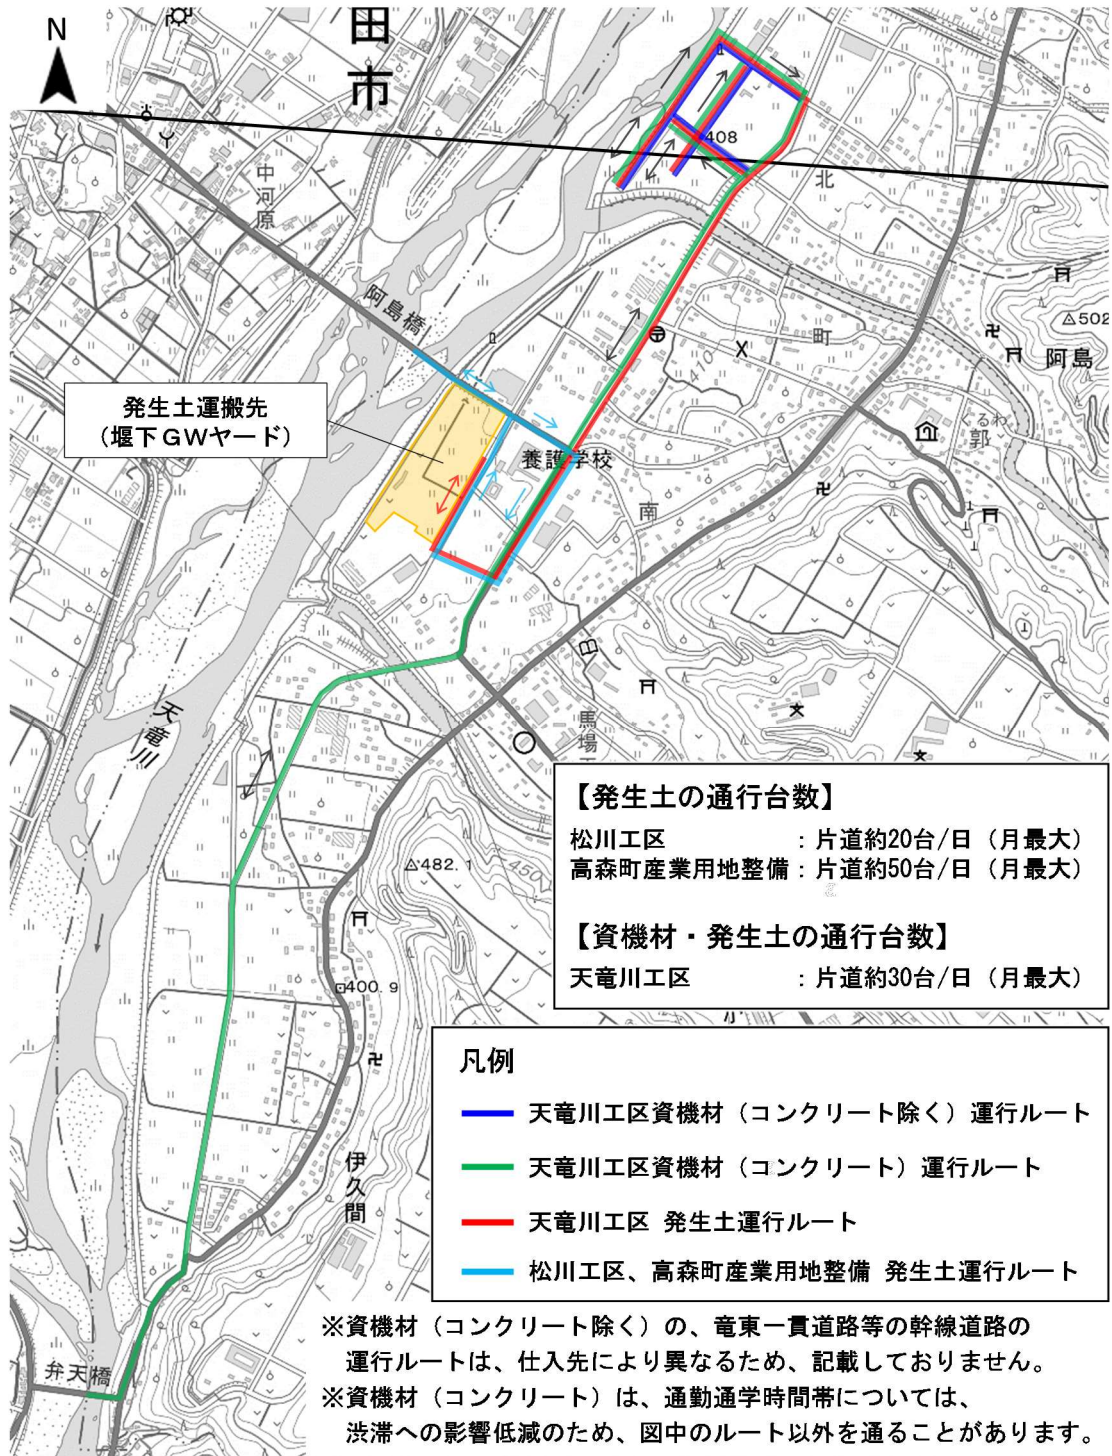 N
田
市
中
河
原
408
北
阿島橋
町
阿島
△502
410
くるわ
郭
発生土運搬先
（堰下ＧＷヤード）
養護学校
南
天竜川
馬
場
【発生土の通行台数】
松川工区　　　　　：片道約20台/日（月最大）
高森町産業用地整備：片道約50台/日（月最大）
【資機材・発生土の通行台数】
天竜川工区　　　　：片道約30台/日（月最大）
△482.1
450
400.9
伊
久
間
凡例
天竜川工区資機材（コンクリート除く）運行ルート
天竜川工区資機材（コンクリート）運行ルート
天竜川工区 発生土運行ルート
松川工区、高森町産業用地整備 発生土運行ルート
弁天橋
※資機材（コンクリート除く）の、竜東一貫道路等の幹線道路の
運行ルートは、仕入先により異なるため、記載しておりません。
※資機材（コンクリート）は、通勤通学時間帯については、
渋滞への影響低減のため、図中のルート以外を通ることがあります。